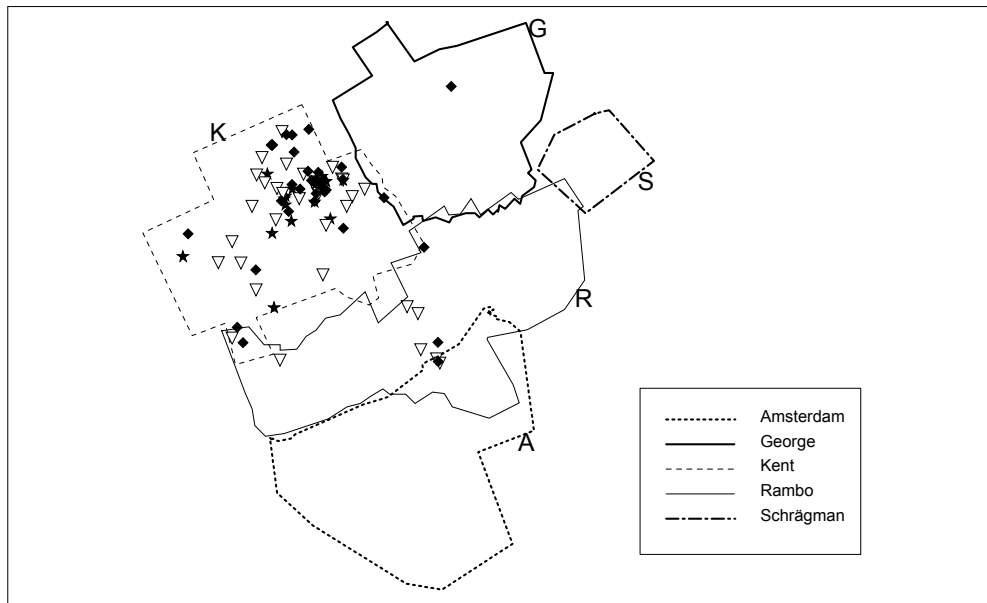 G
K
S
R
A
Amsterdam
George
Kent
Rambo
Schrägman